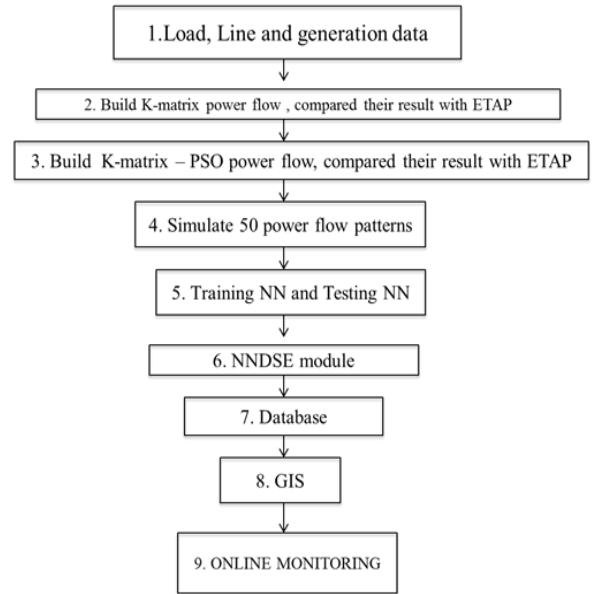 1.Load, Line and generation data
2. Build K-matrix power flow , compared their result with ETAP
3. Build K-matrix – PSO power flow, compared their result with ETAP
4. Simulate 50 power flow patterns
5. Training NN and Testing NN
6. NNDSE module
7. Database
8. GIS
9. ONLINE MONITORING